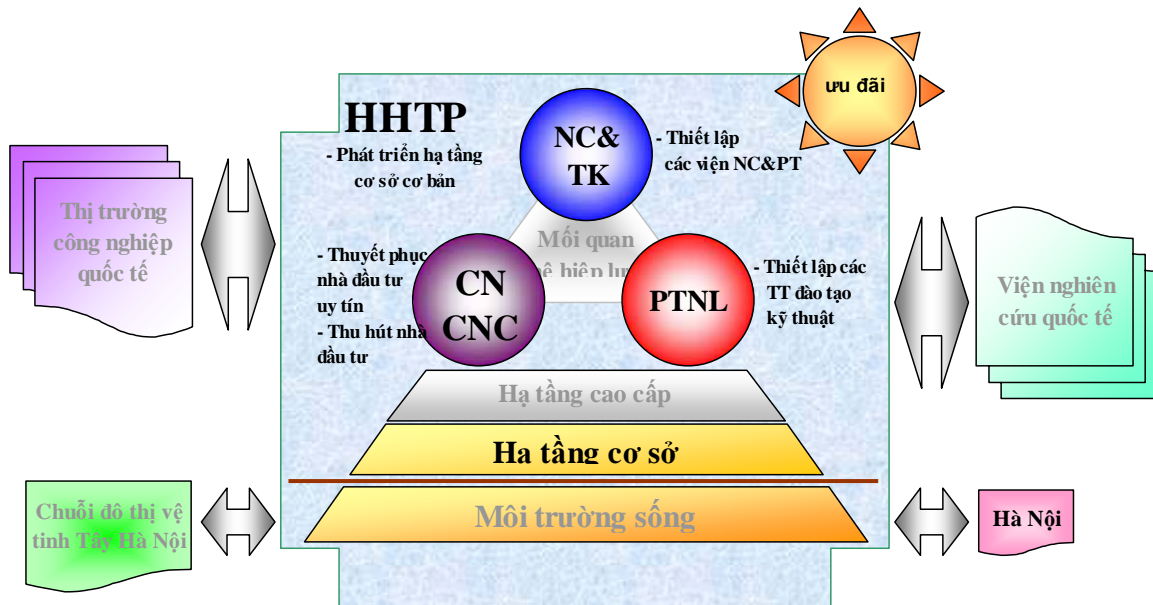 ưu đãi
HHTP
- Phát triển hạ tầng
cơ sở cơ bản
NC&
TK
- Thiết lập
các viện NC&PT
Thị trường
công nghiệp
quốc tế
Mối quan
hiệp
- Thuyết phục
nhà đầu tư
uy tín
- Thu hút nhà
đầu tư
CN
CNC
PTNL
- Thiết lập các
TT đào tạo
kỹ thuật
Viện nghiên
cứu quốc tế
Hạ tầng cao cấp
Ha tầng cơ sở
Môi trường sống
Chuỗi đô thị vệ
tinh Tây Hà Nội
Hà Nội